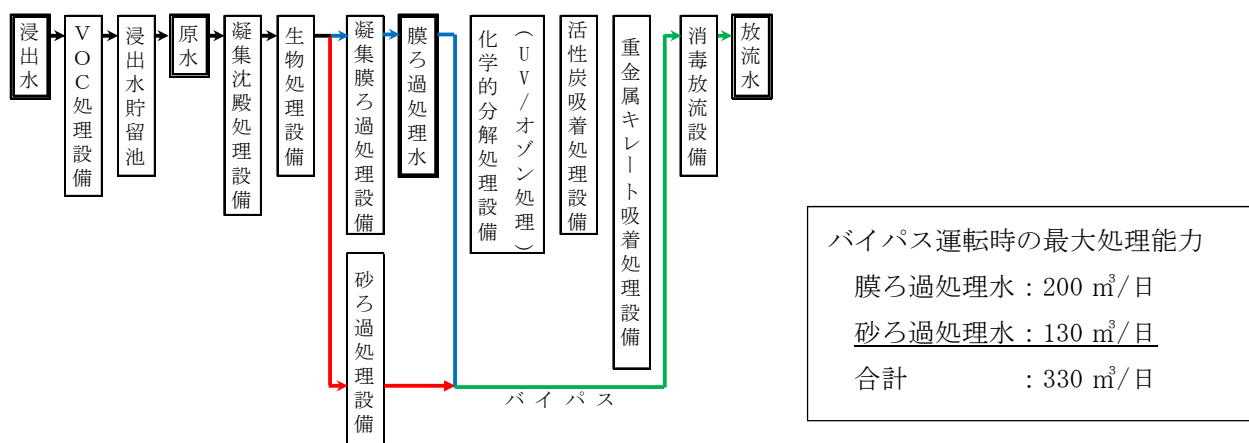 浸出水
ＶＯＣ処理設備
浸出水貯留池
原水
凝集沈殿処理設備
生物処理設備
凝集膜ろ過処理設備
膜ろ過処理水
化学的分解処理設備
（ＵＶ/オゾン処理）
活性炭吸着処理設備
重金属キレート吸着処理設備
消毒放流設備
放流水
砂ろ過処理設備
バイパス
バイパス運転時の最大処理能力
膜ろ過処理水：200 ㎥/日
砂ろ過処理水：130 ㎥/日
合計　　　　：330 ㎥/日